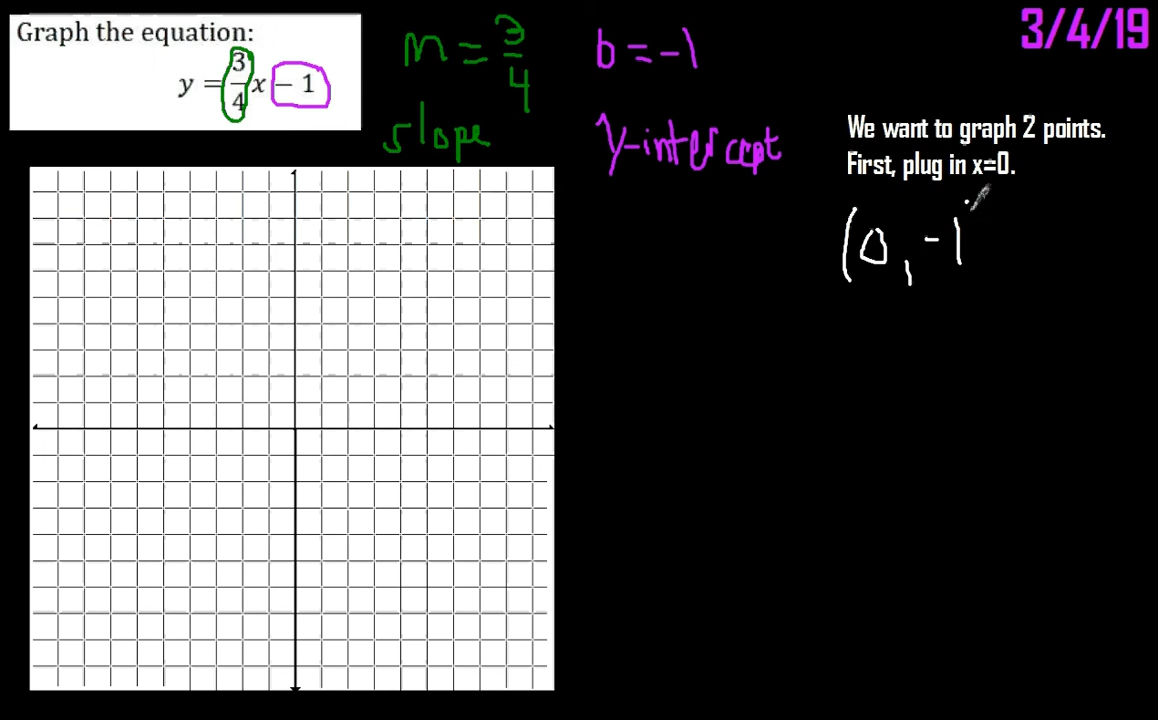 Graph the equation:
y = 3/4 x − 1
m = 3/4
slope
b = -1
y-intercept
3/4/19
We want to graph 2 points.
First, plug in x=0.
(0, -1